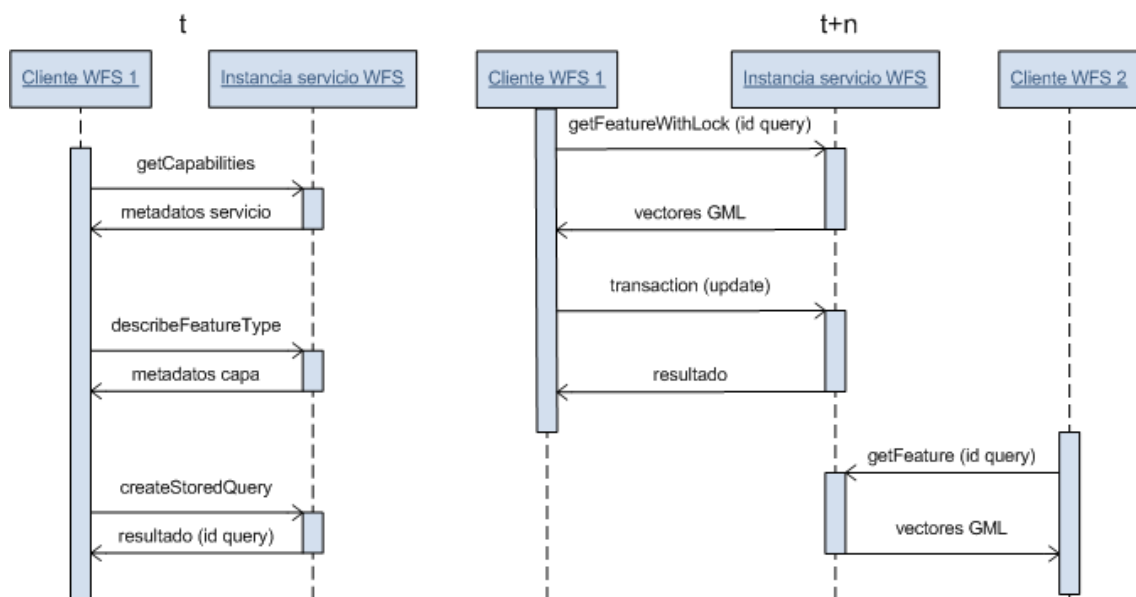 t
Cliente WFS 1
Instancia servicio WFS
getCapabilities
metadatos servicio
describeFeatureType
metadatos capa
createStoredQuery
resultado (id query)
t+n
Cliente WFS 1
Instancia servicio WFS
Cliente WFS 2
getFeatureWithLock (id query)
vectores GML
transaction (update)
resultado
getFeature (id query)
vectores GML